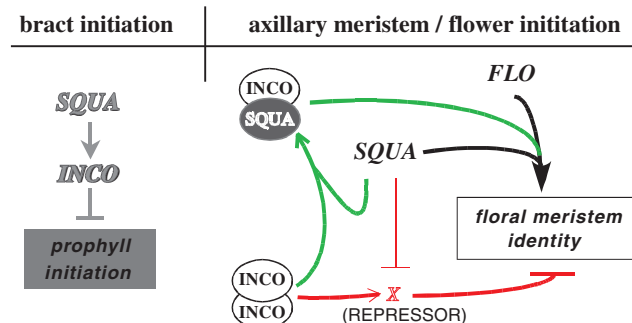 bract initiation
axillary meristem / flower inititation
SQUA
INCO
prophyll
initiation
INCO
SQUA
FLO
SQUA
floral meristem
identity
INCO
INCO
X
(REPRESSOR)